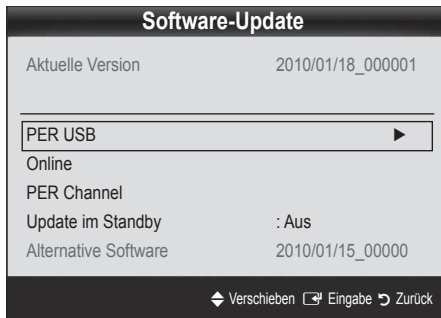 Software-Update
Aktuelle Version 2010/01/18_000001
PER USB ▶
Online
PER Channel
Update im Standby : Aus
Alternative Software 2010/01/15_00000
Verschieben Eingabe Zurück